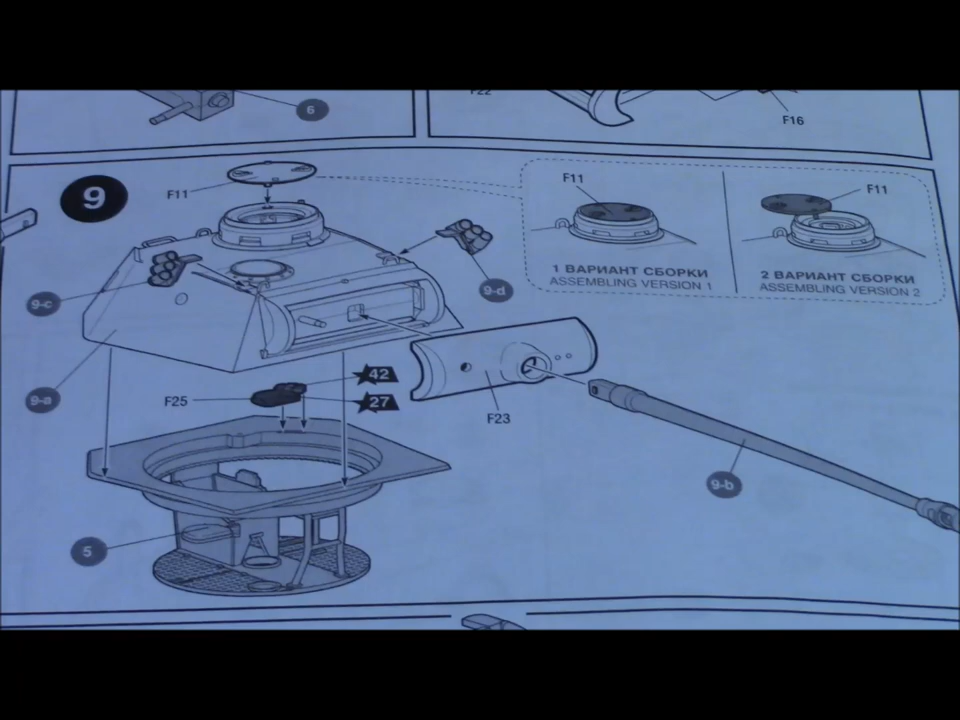 6
F22
F16
9
F11
F11
F11
1 ВАРИАНТ СБОРКИ
ASSEMBLING VERSION 1
2 ВАРИАНТ СБОРКИ
ASSEMBLING VERSION 2
9-c
9-d
9-a
42
F25
27
F23
9-b
5